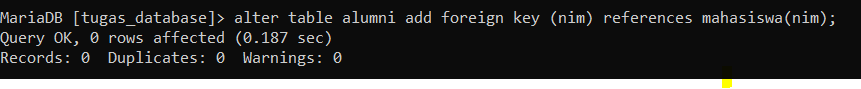 MariaDB [tugas_database]> alter table alumni add foreign key (nim) references mahasiswa(nim);
Query OK, 0 rows affected (0.187 sec)
Records: 0  Duplicates: 0  Warnings: 0